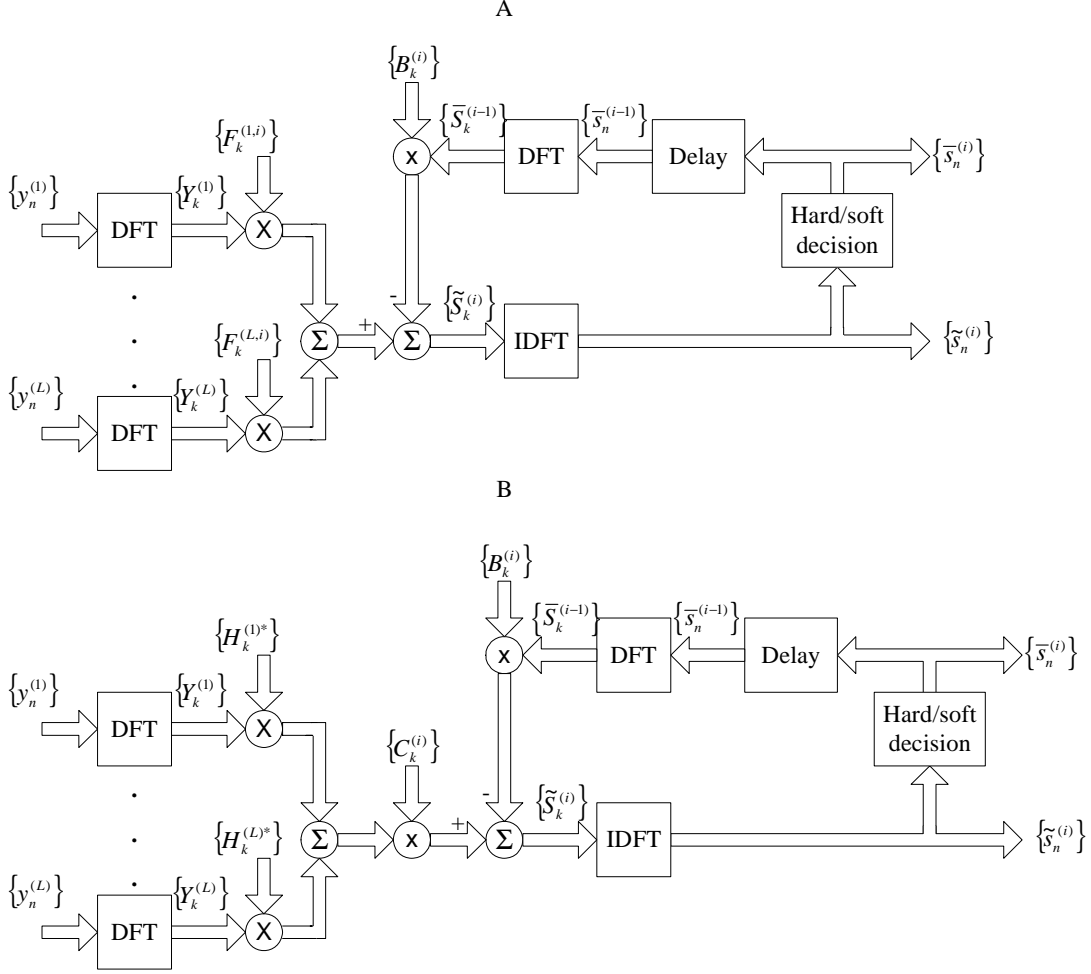 A
{B_k^{(i)}}
{S̅_k^{(i−1)}}
{s̅_n^{(i−1)}}
{F_k^{(1,i)}}
x
DFT
Delay
{s̅_n^{(i)}}
{y_n^{(1)}}
{Y_k^{(1)}}
DFT
X
Hard/soft
decision
.
.
.
.
.
.
-
{S̃_k^{(i)}}
{F_k^{(L,i)}}
Σ
+
Σ
IDFT
{s̃_n^{(i)}}
{y_n^{(L)}}
{Y_k^{(L)}}
DFT
X
B
{B_k^{(i)}}
{S̅_k^{(i−1)}}
{s̅_n^{(i−1)}}
{H_k^{(1)*}}
x
DFT
Delay
{s̅_n^{(i)}}
{y_n^{(1)}}
{Y_k^{(1)}}
DFT
X
Hard/soft
decision
{C_k^{(i)}}
.
.
.
.
.
.
-
{S̃_k^{(i)}}
{H_k^{(L)*}}
Σ
x
+
Σ
IDFT
{s̃_n^{(i)}}
{y_n^{(L)}}
{Y_k^{(L)}}
DFT
X